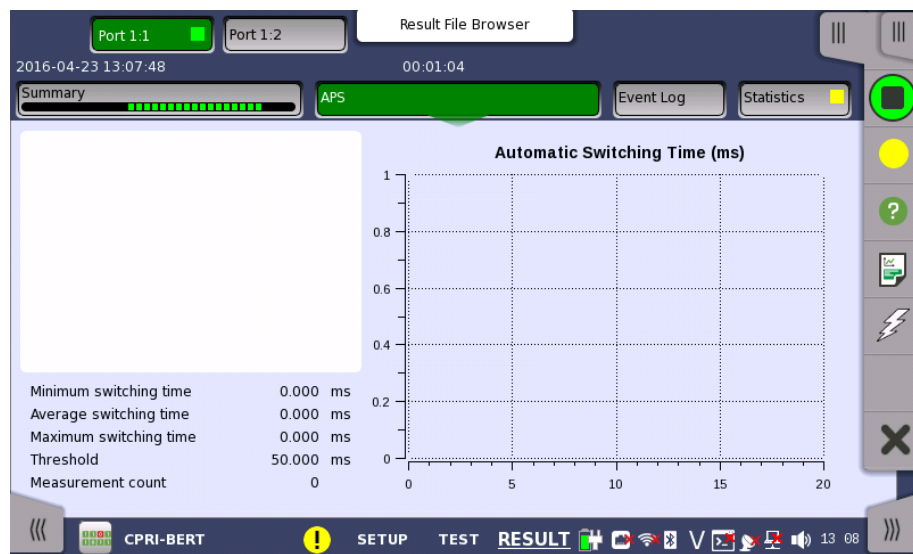 Result File Browser
Port 1:1
Port 1:2
2016-04-23 13:07:48
00:01:04
Summary
APS
Event Log
Statistics
Automatic Switching Time (ms)
1
0.8
0.6
0.4
0.2
0
0 5 10 15 20
Minimum switching time 0.000 ms
Average switching time 0.000 ms
Maximum switching time 0.000 ms
Threshold 50.000 ms
Measurement count 0
CPRI-BERT
SETUP TEST RESULT V 13 08